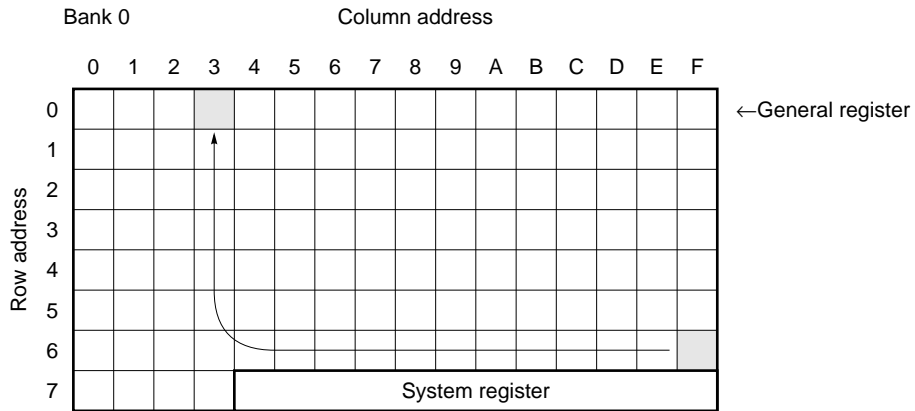 Bank 0 Column address
0 1 2 3 4 5 6 7 8 9 A B C D E F
0 ←General register
1
2
3
4
5
6
7 System register
Row address